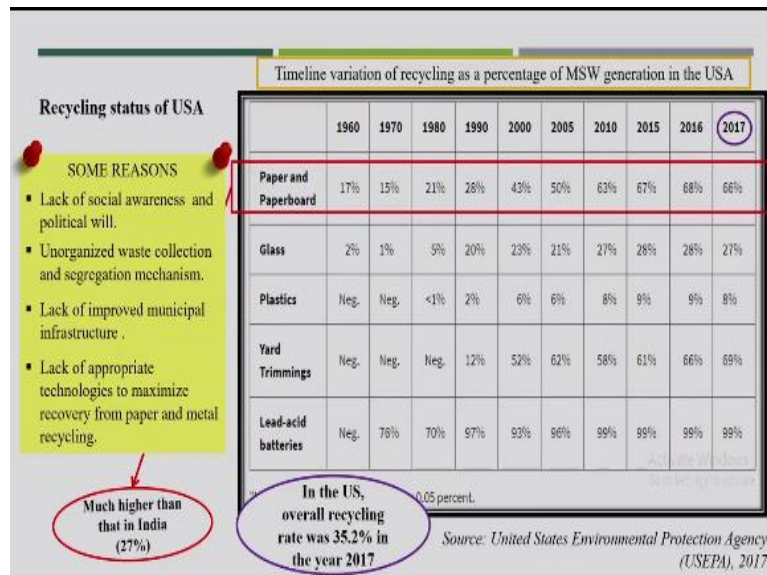 Timeline variation of recycling as a percentage of MSW generation in the USA
Recycling status of USA
SOME REASONS
▪ Lack of social awareness and
political will.
▪ Unorganized waste collection
and segregation mechanism.
▪ Lack of improved municipal
infrastructure .
▪ Lack of appropriate
technologies to maximize
recovery from paper and metal
recycling.
Much higher than
that in India
(27%)
1960 1970 1980 1990 2000 2005 2010 2015 2016 2017
Paper and
Paperboard 17% 15% 21% 28% 43% 50% 63% 67% 68% 66%
Glass 2% 1% 5% 20% 23% 21% 27% 28% 28% 27%
Plastics Neg. Neg. <1% 2% 6% 6% 8% 9% 9% 8%
Yard
Trimmings Neg. Neg. Neg. 12% 52% 62% 58% 61% 66% 69%
Lead-acid
batteries Neg. 76% 70% 97% 93% 96% 99% 99% 99% 99%
Activate Windows
0.05 percent.
In the US,
overall recycling
rate was 35.2% in
the year 2017
Source: United States Environmental Protection Agency
(USEPA), 2017